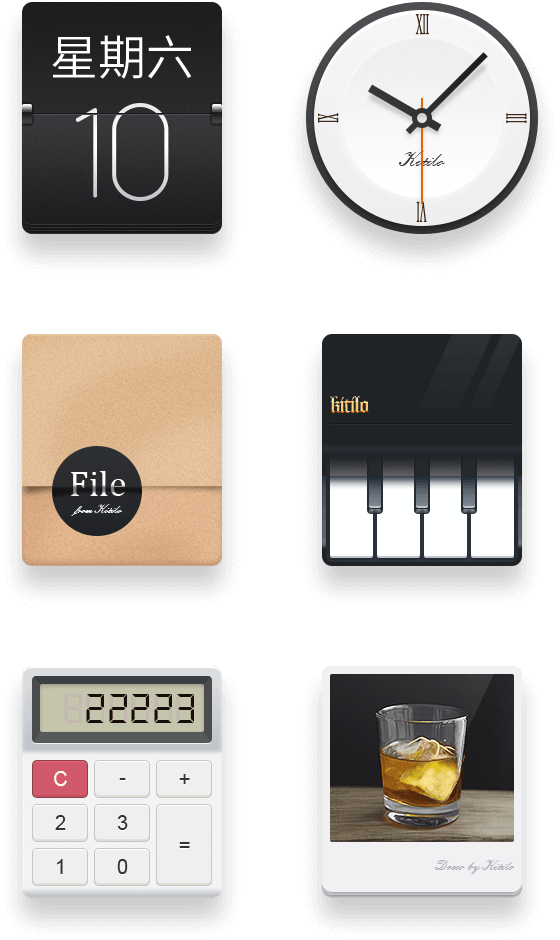 星期六
10
XII
III
VI
IX
Kitilo
File
from Kitilo
kitilo
22223
C - +
2 3
=
1 0
Draw by Kitilo